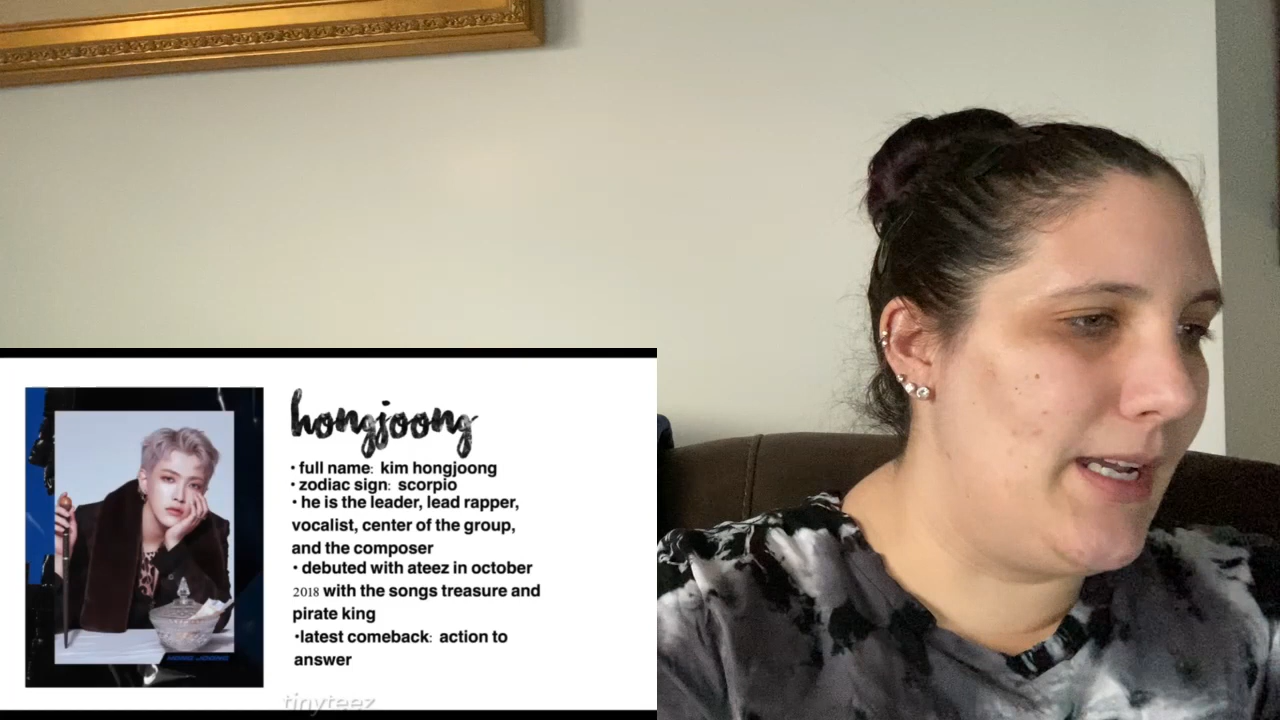 hongjoong
• full name: kim hongjoong
• zodiac sign: scorpio
• he is the leader, lead rapper,
vocalist, center of the group,
and the composer
• debuted with ateez in october
2018 with the songs treasure and
pirate king
•latest comeback: action to
answer
HONG JOONG
tinyteez